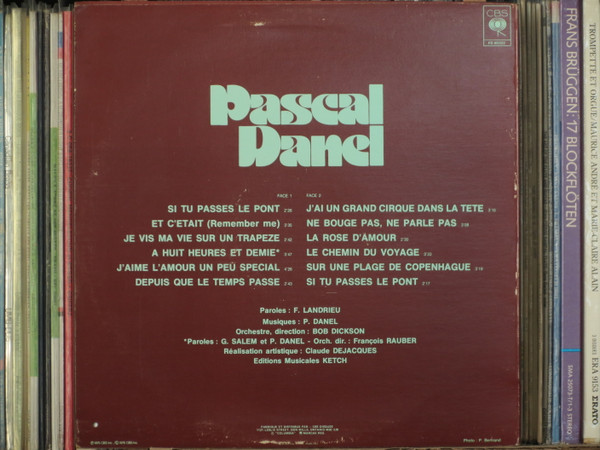 CBS
Pascal
Danel
FACE 1
SI TU PASSES LE PONT
ET C'ETAIT (Remember me)
JE VIS MA VIE SUR UN TRAPEZE
A HUIT HEURES ET DEMIE*
J'AIME L'AMOUR UN PEU SPECIAL
DEPUIS QUE LE TEMPS PASSE
FACE 2
J'AI UN GRAND CIRQUE DANS LA TETE
NE BOUGE PAS, NE PARLE PAS
LA ROSE D'AMOUR
LE CHEMIN DU VOYAGE
SUR UNE PLAGE DE COPENHAGUE
SI TU PASSES LE PONT
Paroles : F. LANDRIEU
Musiques : P. DANEL
Orchestre, direction : BOB DICKSON
*Paroles : G. SALEM et P. DANEL - Orch. dir. : François RAUBER
Réalisation artistique : Claude DEJACQUES
Editions Musicales KETCH
Photo : P. Bertrand
FRANS BRÜGGEN: 17 BLOCKFLÖTEN
TROMPETTE ET ORGUE/MAURICE ANDRÉ ET MARIE-CLAIRE ALAIN
ERA 9153 ERATO